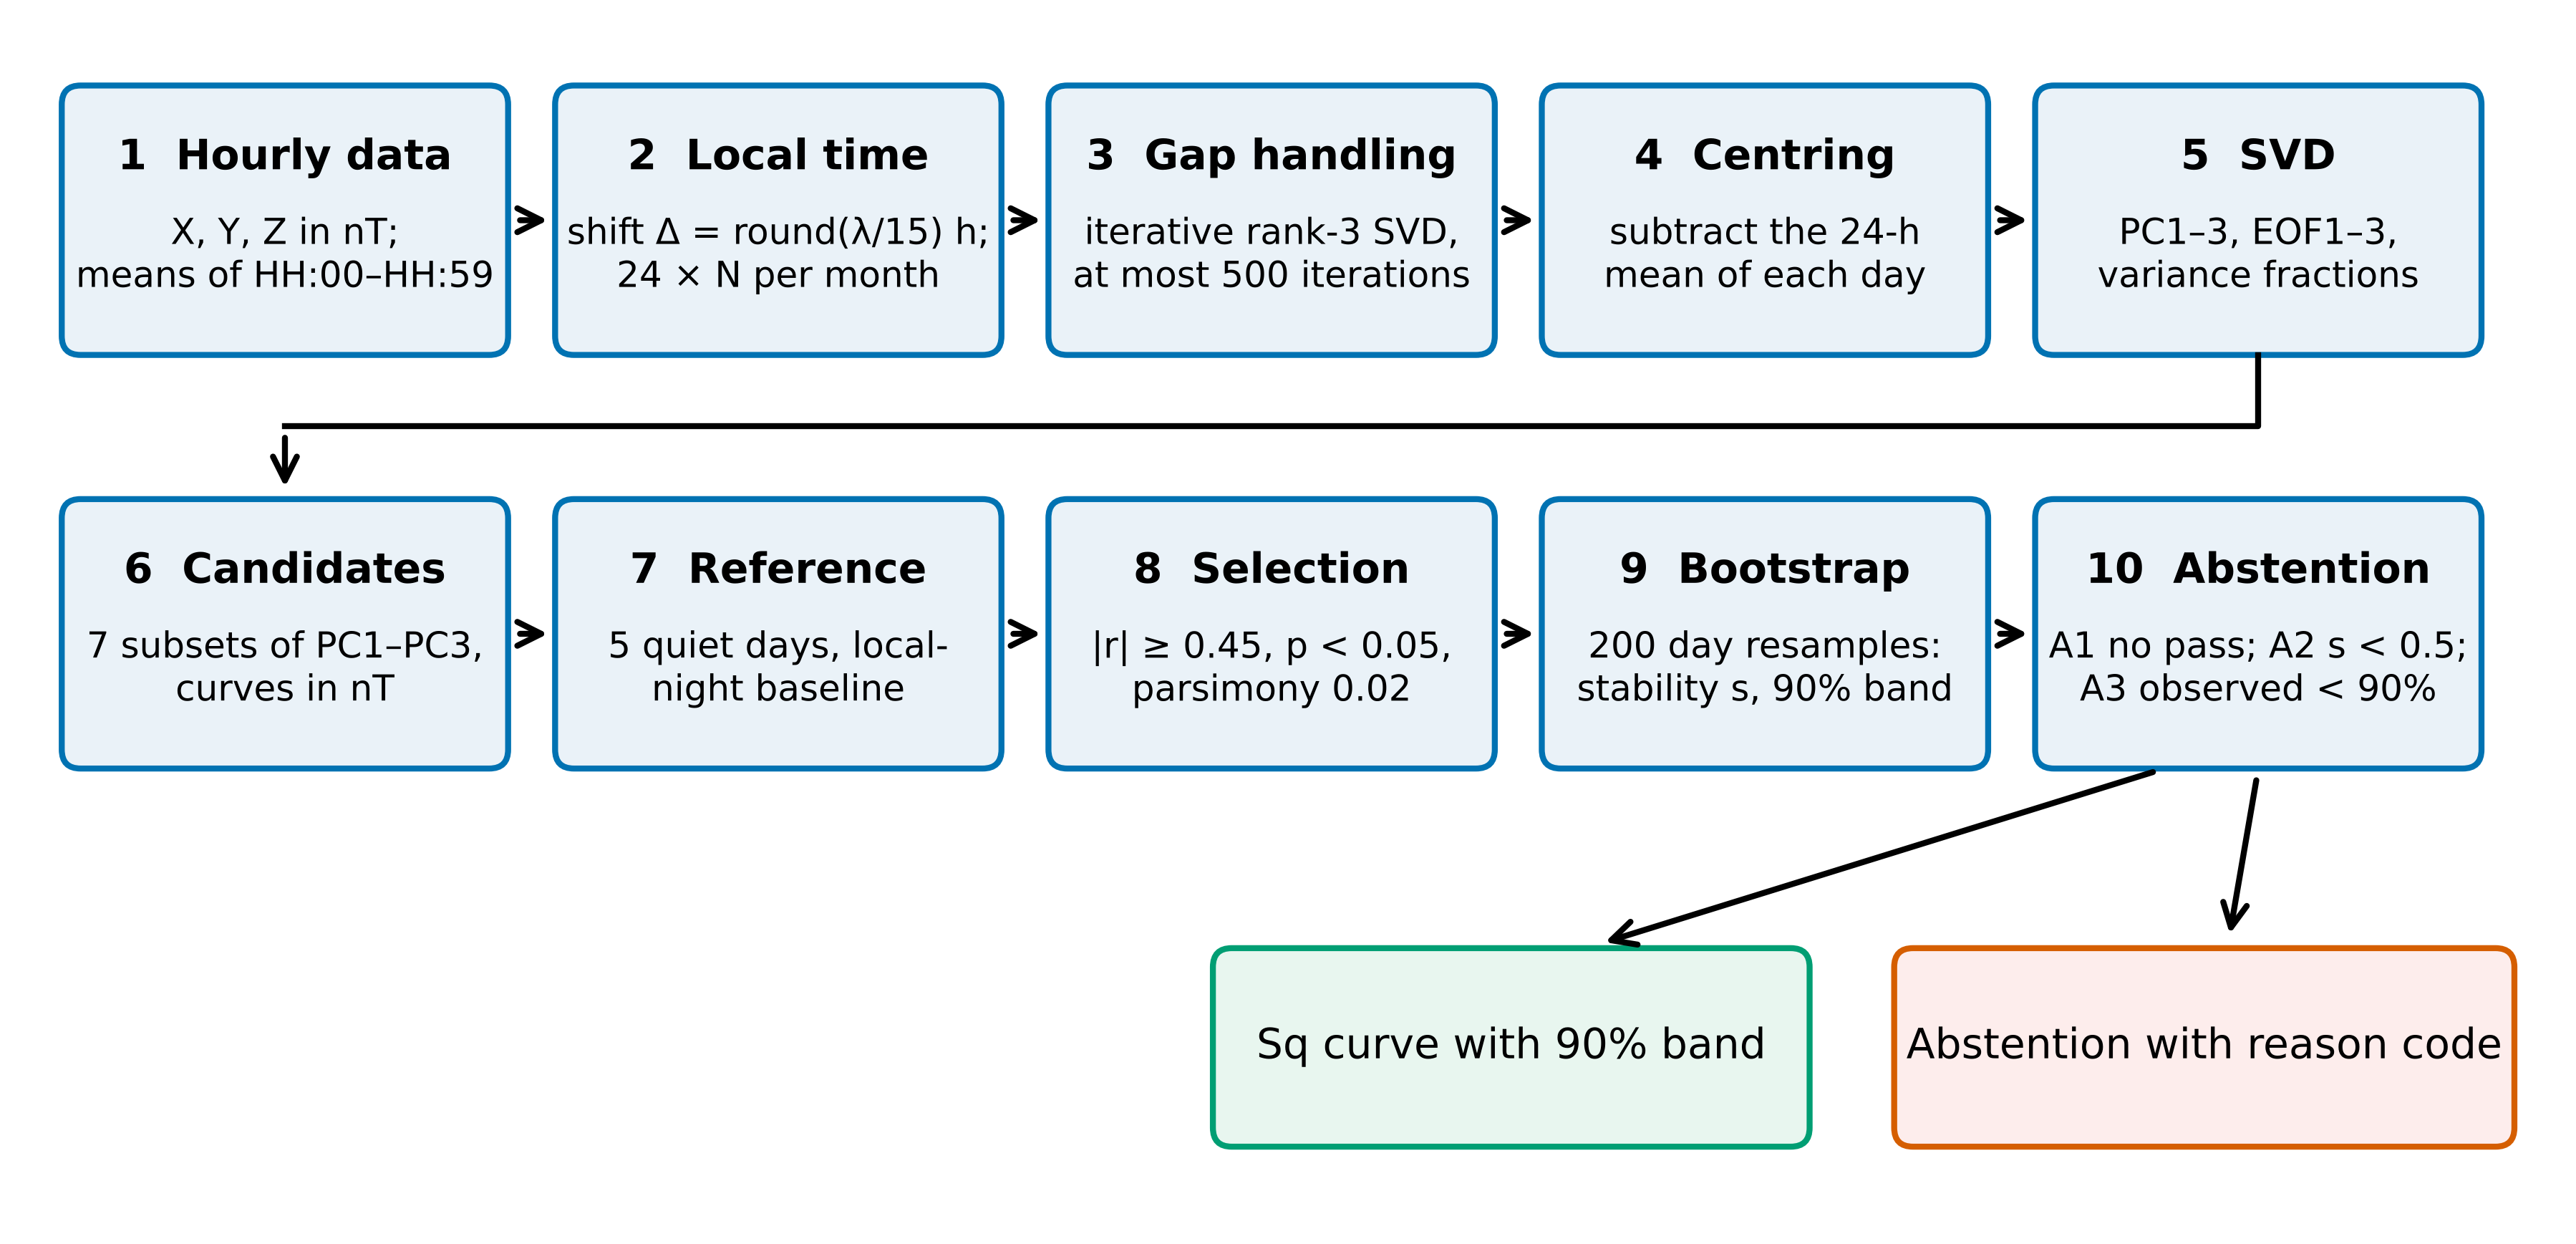 1 Hourly data
X, Y, Z in nT;
means of HH:00–HH:59
2 Local time
shift Δ = round(λ/15) h;
24 × N per month
3 Gap handling
iterative rank-3 SVD,
at most 500 iterations
4 Centring
subtract the 24-h
mean of each day
5 SVD
PC1–3, EOF1–3,
variance fractions
6 Candidates
7 subsets of PC1–PC3,
curves in nT
7 Reference
5 quiet days, local-
night baseline
8 Selection
|r| ≥ 0.45, p < 0.05,
parsimony 0.02
9 Bootstrap
200 day resamples:
stability s, 90% band
10 Abstention
A1 no pass; A2 s < 0.5;
A3 observed < 90%
Sq curve with 90% band
Abstention with reason code